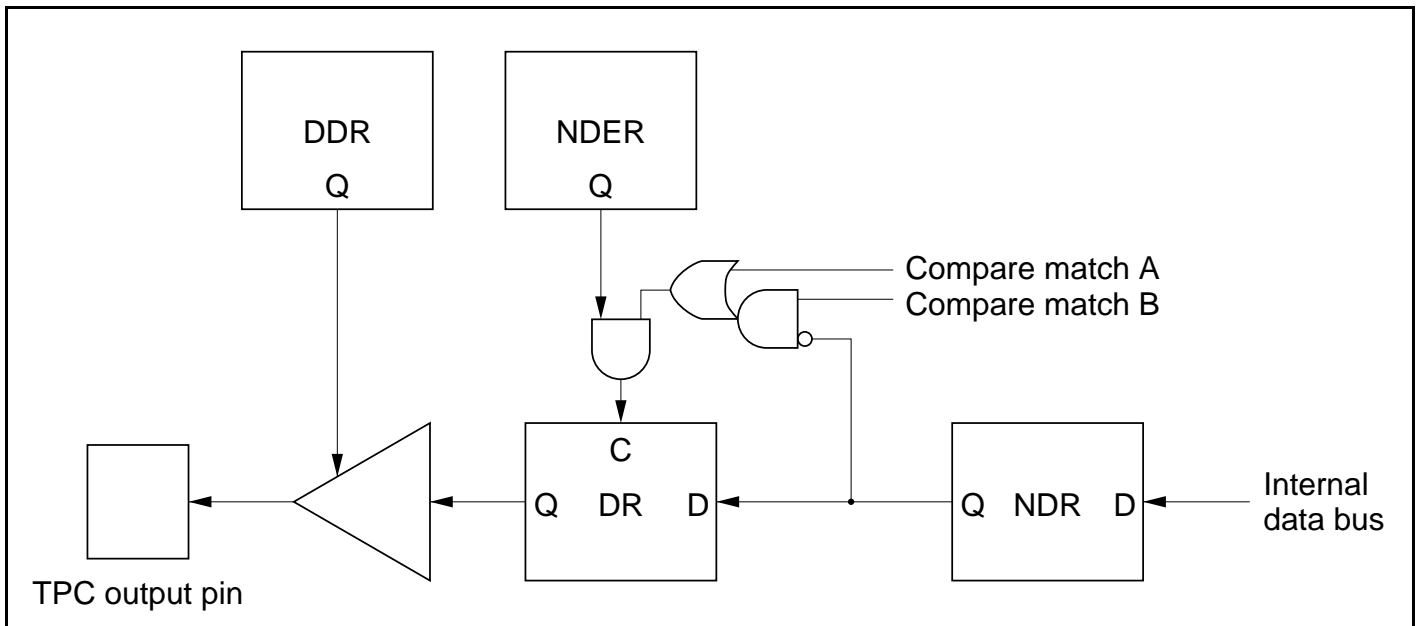 DDR
Q
NDER
Q
Compare match A
Compare match B
C
Q DR D
Q NDR D
Internal
data bus
TPC output pin